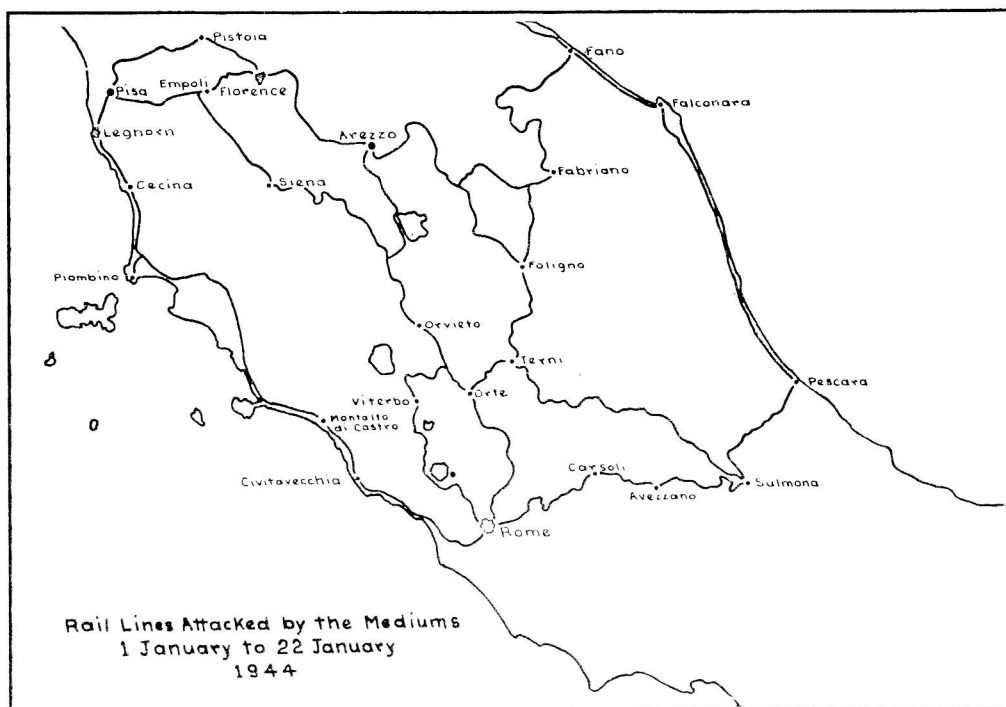 Pistoia
Fano
Empoli
Pisa
Florence
Falconara
Leghorn
Arezzo
Fabriano
Cecina
Siena
Foligno
Piombino
Orvieto
Terni
Pescara
Viterbo
Orte
Montalto
di Castro
Carsoli
Civitavecchia
Avezzano
Sulmona
Rome
Rail Lines Attacked by the Mediums
1 January to 22 January
1944